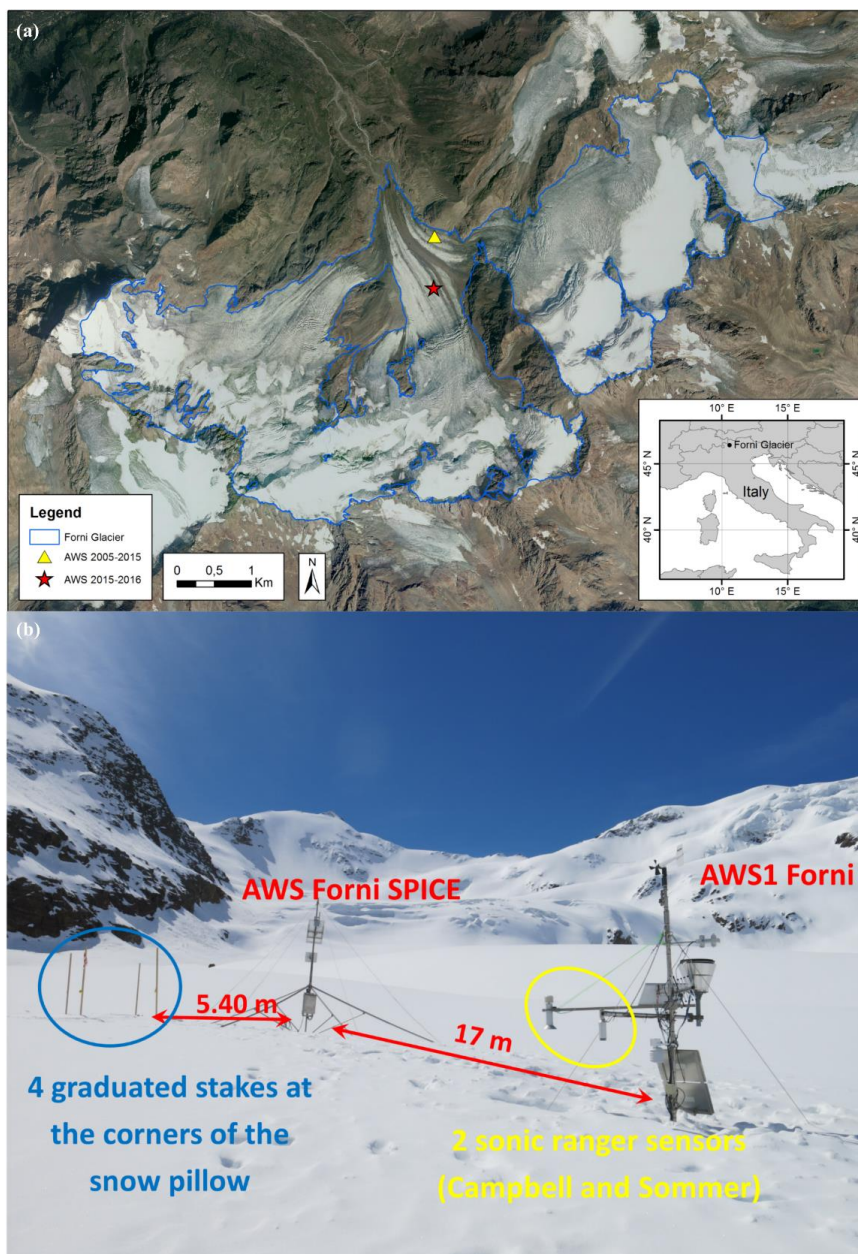 (a)
10° E 15° E
Forni Glacier
45° N
45° N
Italy
40° N
40° N
10° E 15° E
Legend
Forni Glacier
AWS 2005-2015
AWS 2015-2016
0 0,5 1
Km
N
(b)
AWS1 Forni
AWS Forni SPICE
5.40 m
17 m
4 graduated stakes at
the corners of the
snow pillow
2 sonic ranger sensors
(Campbell and Sommer)